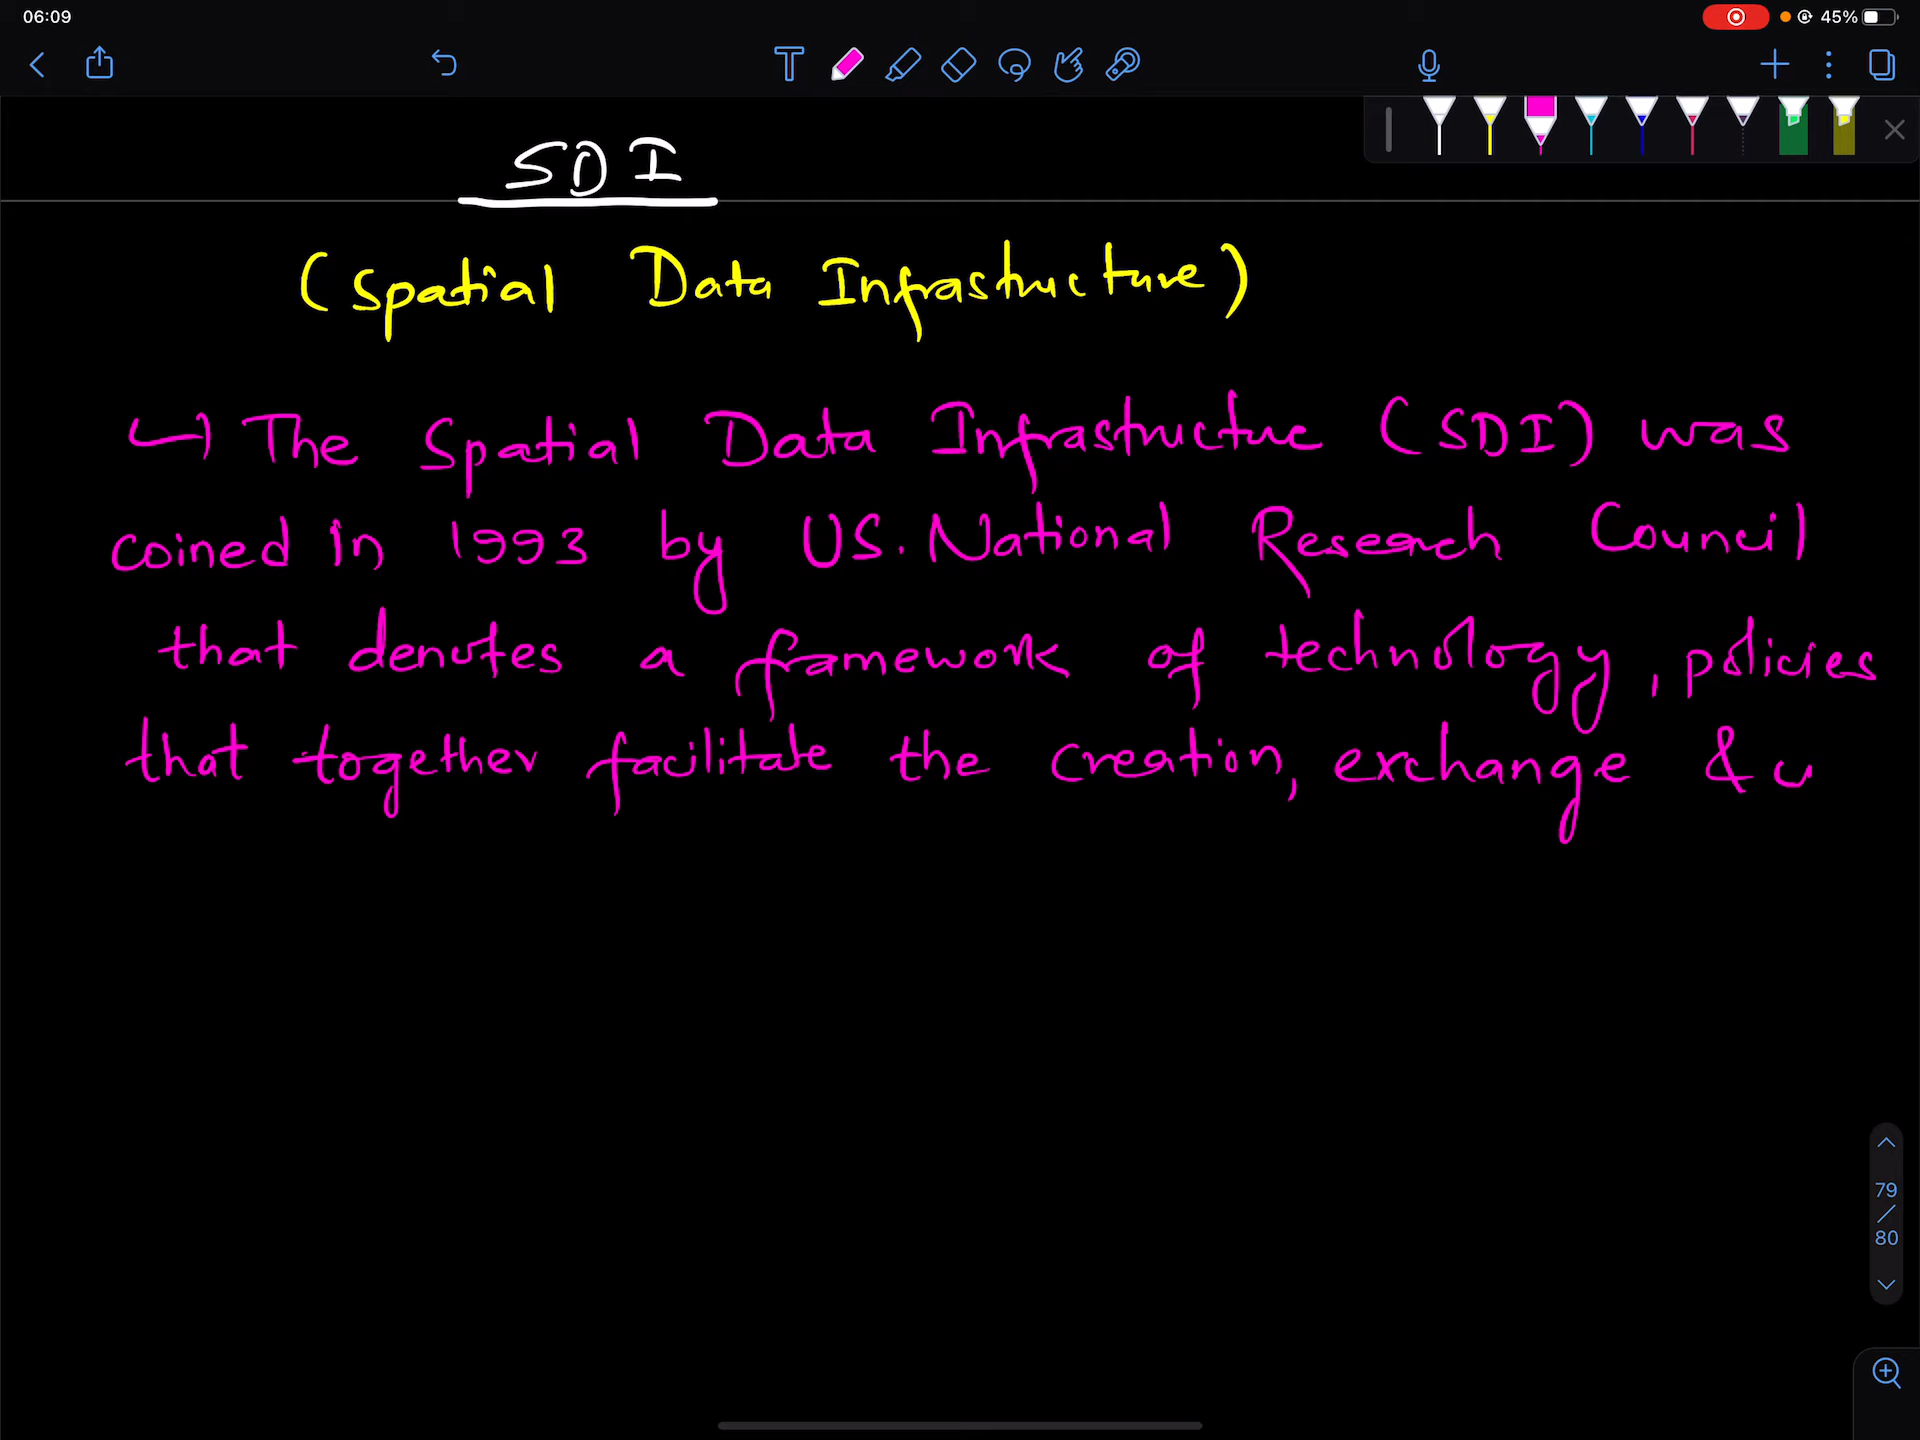 06:09
45%
SDI
(Spatial Data Infrastructure)
↪ The Spatial Data Infrastructure (SDI) was
coined in 1993 by US. National Research Council
that denotes a framework of technology, policies
that together facilitate the creation, exchange & u
79
/
80